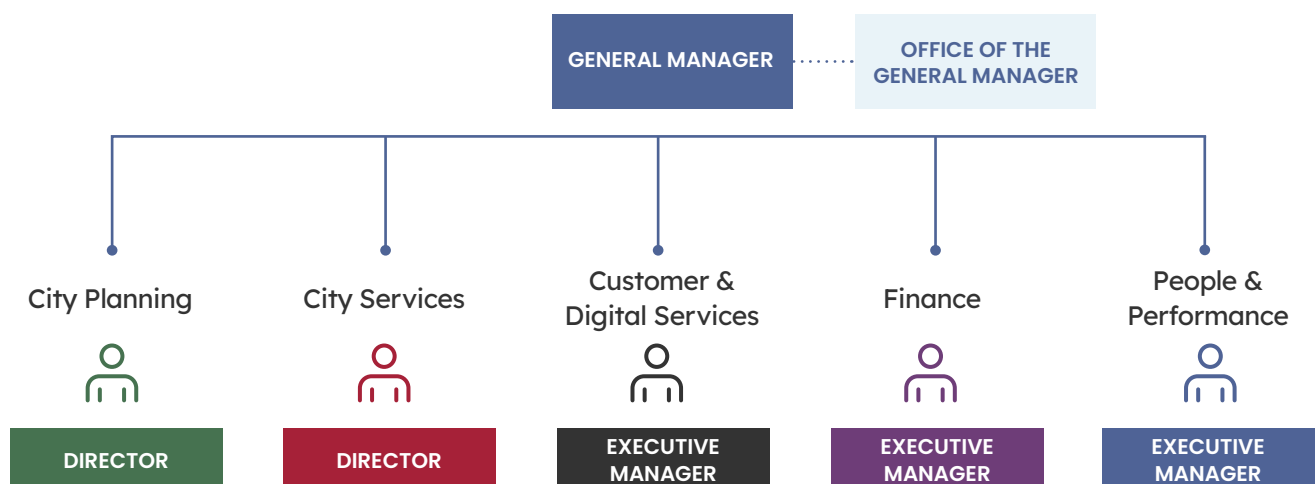 GENERAL MANAGER
OFFICE OF THE
GENERAL MANAGER
City Planning
City Services
Customer &
Digital Services
Finance
People &
Performance
DIRECTOR
DIRECTOR
EXECUTIVE
MANAGER
EXECUTIVE
MANAGER
EXECUTIVE
MANAGER